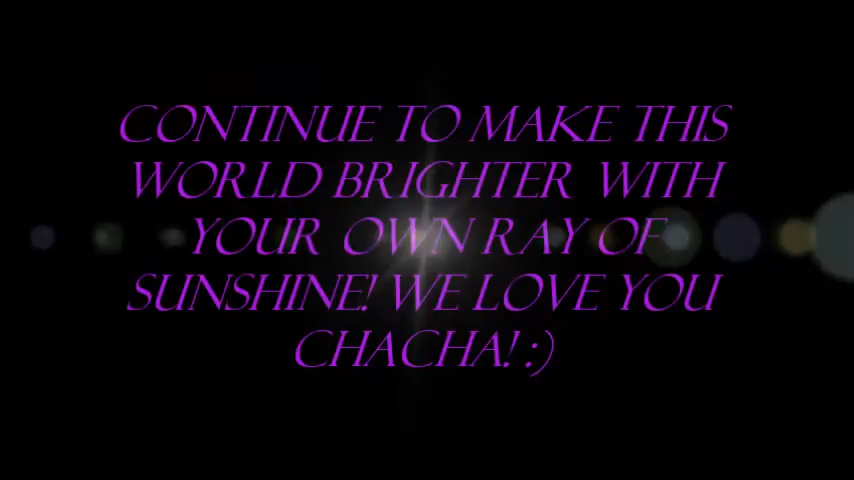 CONTINUE TO MAKE THIS
WORLD BRIGHTER WITH
YOUR OWN RAY OF
SUNSHINE! WE LOVE YOU
CHACHA! :)